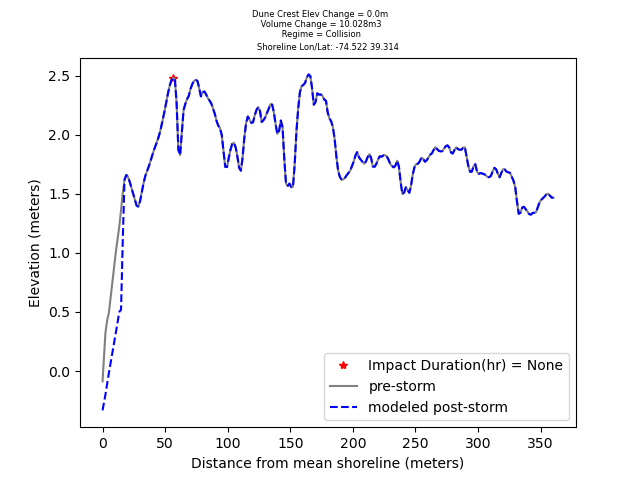 Dune Crest Elev Change = 0.0m
Volume Change = 10.028m3
Regime = Collision
Shoreline Lon/Lat: -74.522 39.314
2.5
2.0
1.5
1.0
0.5
0.0
Elevation (meters)
Impact Duration(hr) = None
pre-storm
modeled post-storm
0 50 100 150 200 250 300 350
Distance from mean shoreline (meters)